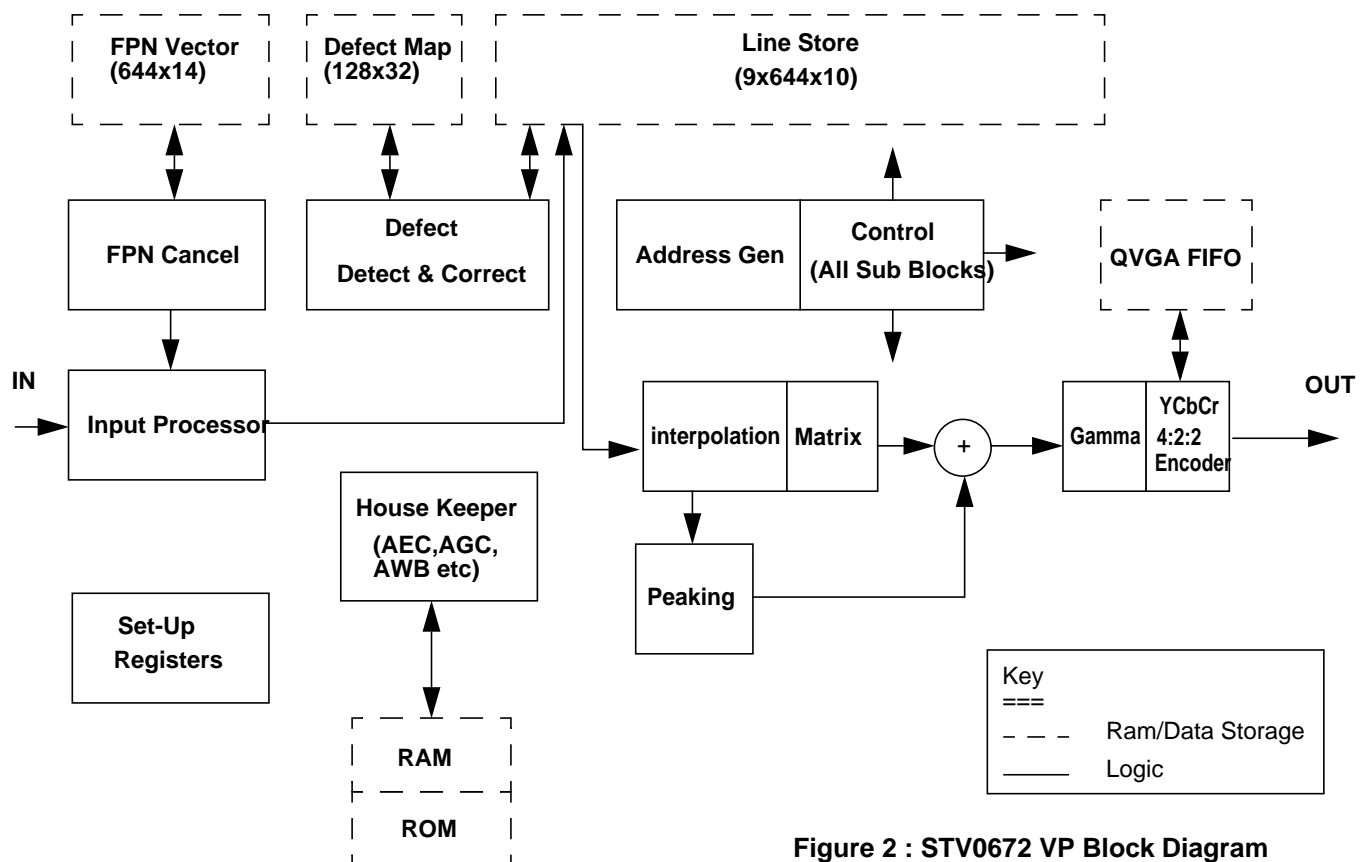 FPN Vector
(644x14)
Defect Map
(128x32)
Line Store
(9x644x10)
FPN Cancel
Defect
Detect & Correct
Address Gen
Control
(All Sub Blocks)
QVGA FIFO
IN
Input Processor
interpolation
Matrix
+
Gamma
YCbCr
4:2:2
Encoder
OUT
House Keeper
(AEC,AGC,
AWB etc)
Peaking
Set-Up
Registers
RAM
ROM
Key
===
Ram/Data Storage
Logic
Figure 2 : STV0672 VP Block Diagram